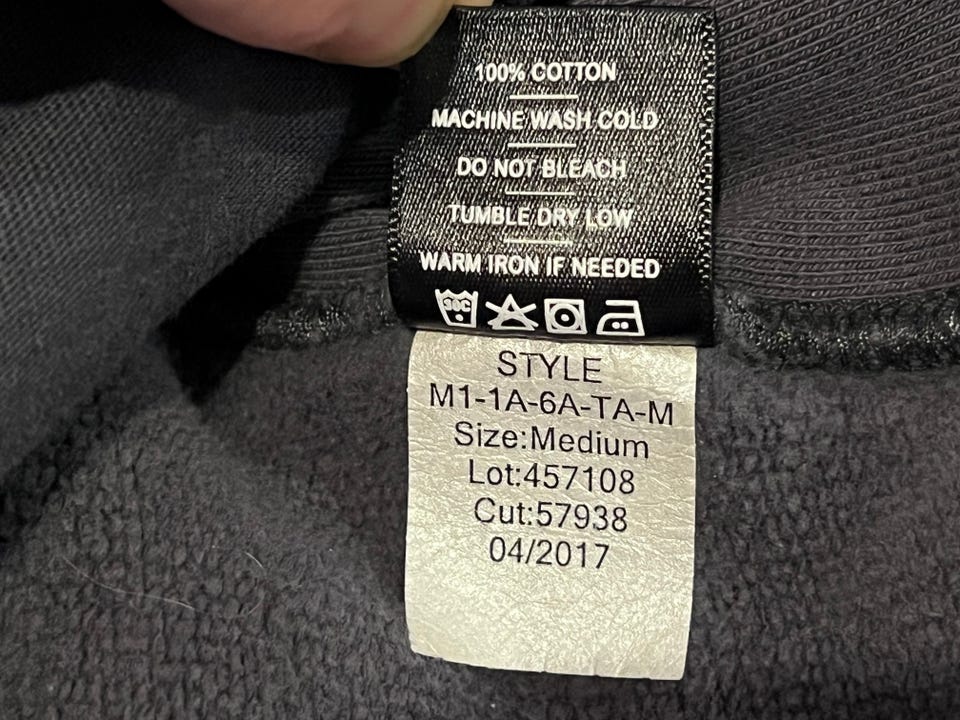 100% COTTON
MACHINE WASH COLD
DO NOT BLEACH
TUMBLE DRY LOW
WARM IRON IF NEEDED
30C
STYLE
M1-1A-6A-TA-M
Size:Medium
Lot:457108
Cut:57938
04/2017